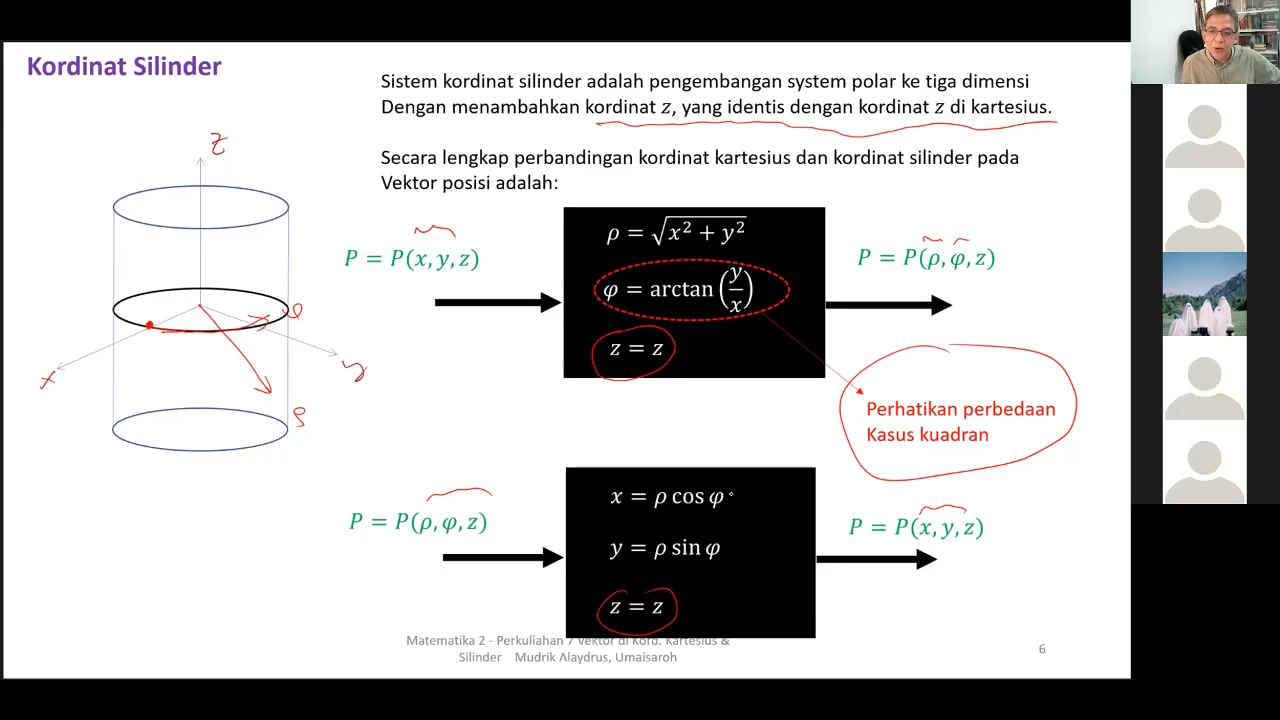 Kordinat Silinder
Sistem kordinat silinder adalah pengembangan system polar ke tiga dimensi
Dengan menambahkan kordinat z, yang identis dengan kordinat z di kartesius.
Secara lengkap perbandingan kordinat kartesius dan kordinat silinder pada
Vektor posisi adalah:
z
x
y
φ
ρ
P = P(x, y, z)
ρ = √(x² + y²)
φ = arctan (y/x)
z = z
P = P(ρ, φ, z)
Perhatikan perbedaan
Kasus kuadran
P = P(ρ, φ, z)
x = ρ cos φ
y = ρ sin φ
z = z
P = P(x, y, z)
Matematika 2 - Perkuliahan 7 Vektor di Kord. Kartesius &
Silinder Mudrik Alaydrus, Umaisaroh
6